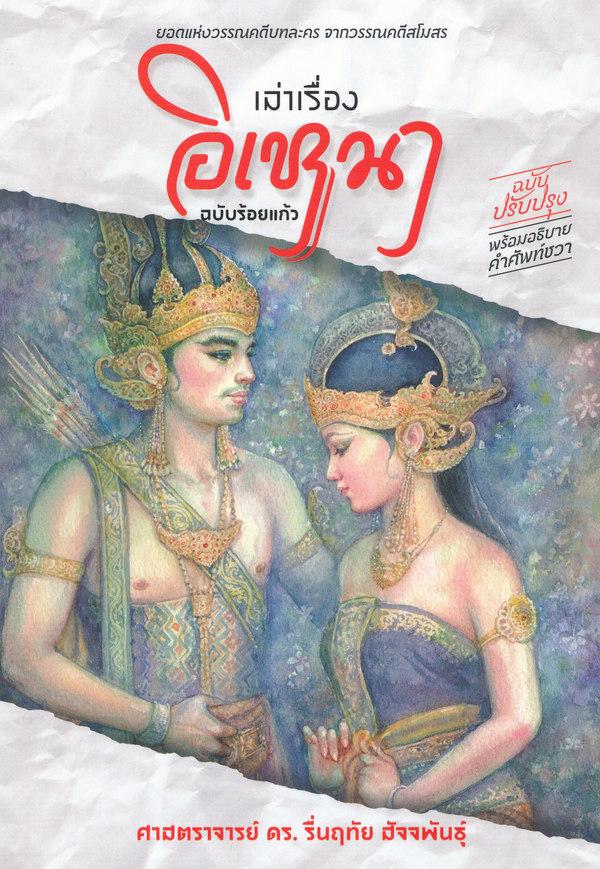 ยอดแห่งวรรณคดีบทละคร จากวรรณคดีสโมสร
เล่าเรื่อง
อิเหนา
ฉบับร้อยแก้ว
ฉบับ
ปรับปรุง
พร้อมอธิบาย
คำศัพท์ชวา
ศาสตราจารย์ ดร. รื่นฤทัย สัจจพันธุ์